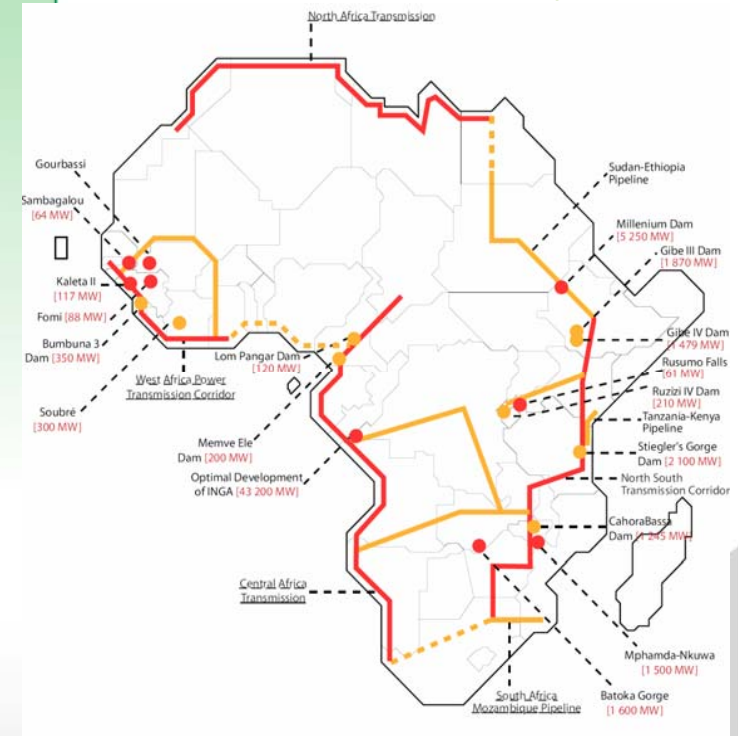 North Africa Transmission
Gourbassi
Sambagalou
[64 MW]
Kaleta II
[117 MW]
Fomi [88 MW]
Bumbuna 3
Dam [350 MW]
Soubré
[300 MW]
West Africa Power
Transmission Corridor
Lom Pangar Dam
[120 MW]
Memve Ele
Dam [200 MW]
Optimal Development
of INGA [43 200 MW]
Central Africa
Transmission
Sudan-Ethiopia
Pipeline
Millenium Dam
[5 250 MW]
Gibe III Dam
[1 870 MW]
Gibe IV Dam
[1 479 MW]
Rusumo Falls
[61 MW]
Ruzizi IV Dam
[210 MW]
Tanzania-Kenya
Pipeline
Stiegler's Gorge
Dam [2 100 MW]
North South
Transmission Corridor
CahoraBassa
Dam [1 245 MW]
Mphamda-Nkuwa
[1 500 MW]
Batoka Gorge
[1 600 MW]
South Africa
Mozambique Pipeline